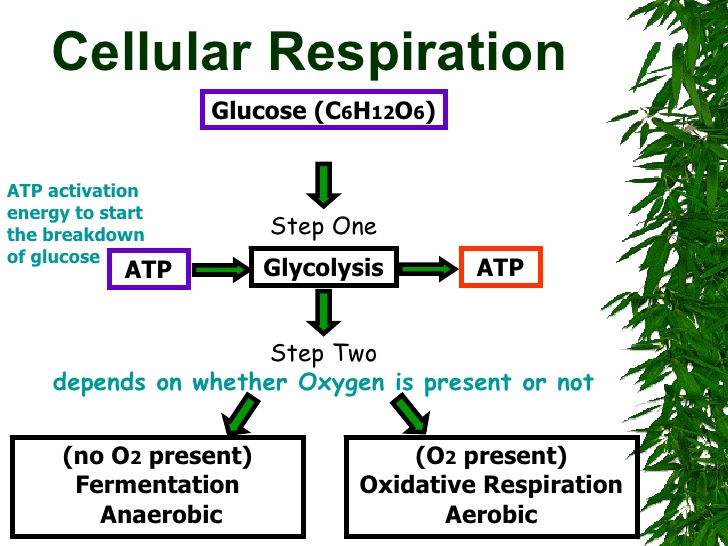 Cellular Respiration
Glucose (C6H12O6)
ATP activation
energy to start
the breakdown
of glucose
Step One
ATP
Glycolysis
ATP
Step Two
depends on whether Oxygen is present or not
(no O2 present)
Fermentation
Anaerobic
(O2 present)
Oxidative Respiration
Aerobic